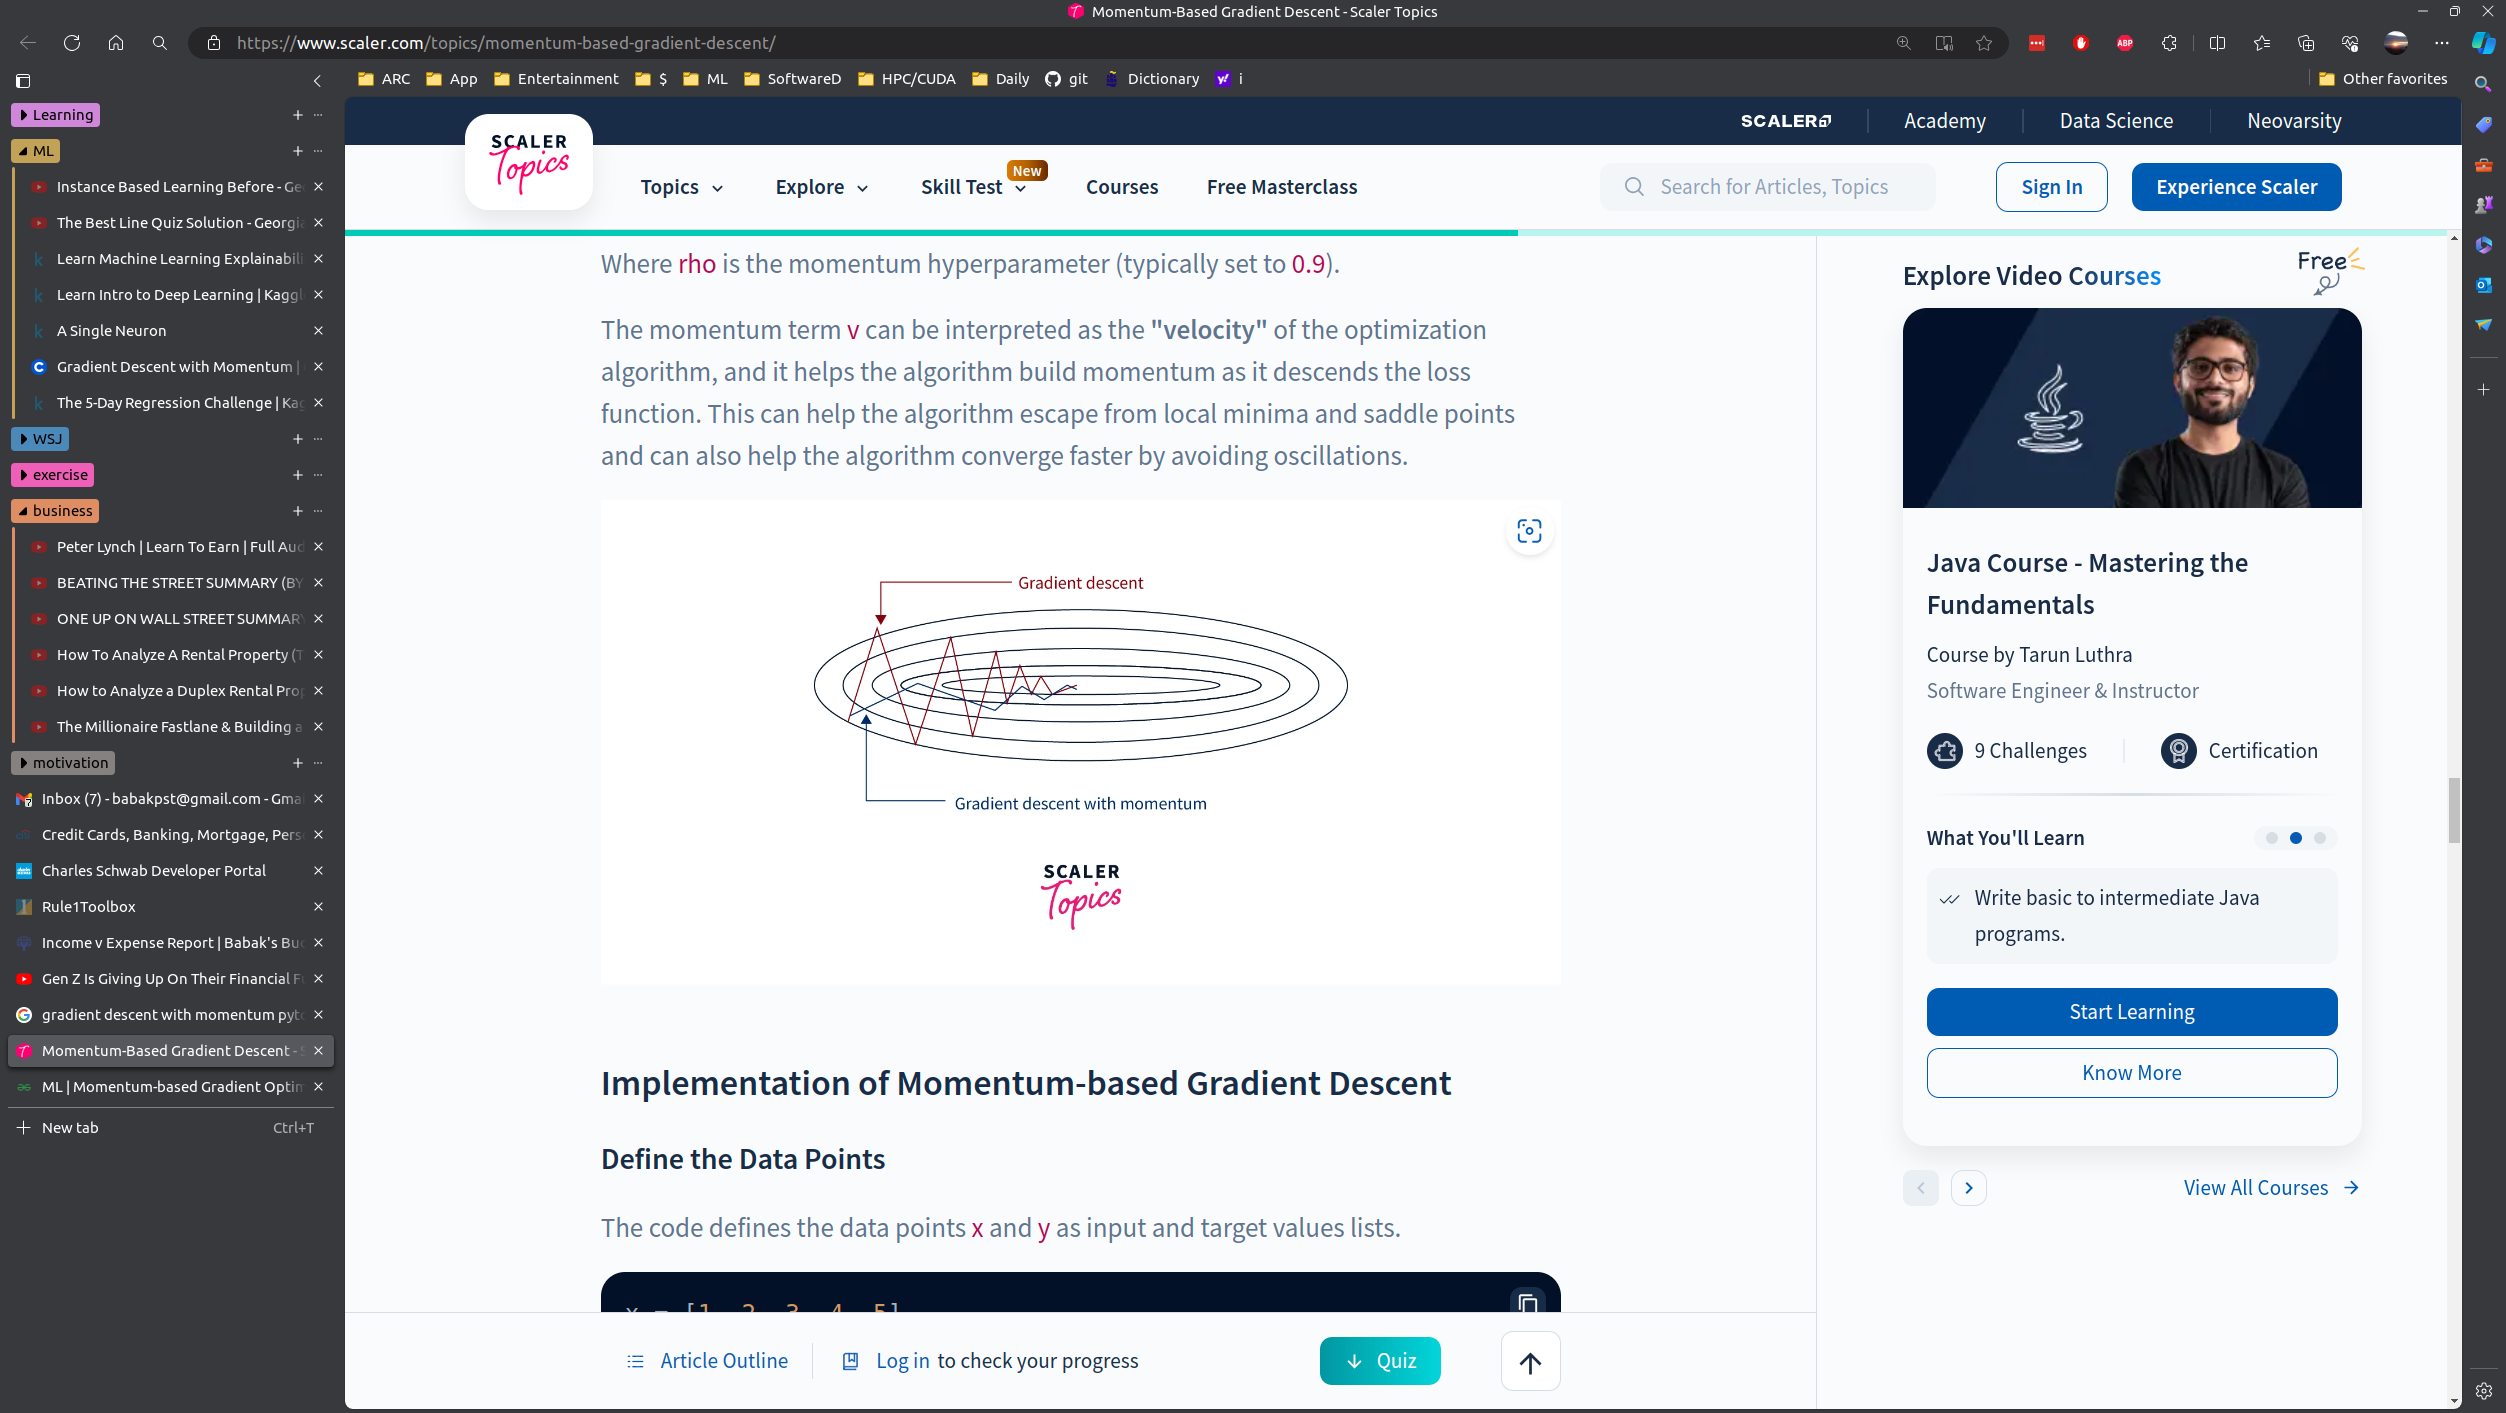 Momentum-Based Gradient Descent - Scaler Topics
https://www.scaler.com/topics/momentum-based-gradient-descent/
ABP
ARC
App
Entertainment
$
ML
SoftwareD
HPC/CUDA
Daily
git
Dictionary
i
Other favorites
Learning
ML
Instance Based Learning Before - Ge
The Best Line Quiz Solution - Georgia
Learn Machine Learning Explainabili
Learn Intro to Deep Learning | Kaggl
A Single Neuron
Gradient Descent with Momentum |
The 5-Day Regression Challenge | Kag
WSJ
exercise
business
Peter Lynch | Learn To Earn | Full Aud
BEATING THE STREET SUMMARY (BY
ONE UP ON WALL STREET SUMMARY
How To Analyze A Rental Property (T
How to Analyze a Duplex Rental Prop
The Millionaire Fastlane & Building a
motivation
Inbox (7) - babakpst@gmail.com - Gmai
Credit Cards, Banking, Mortgage, Pers
Charles Schwab Developer Portal
Rule1Toolbox
Income v Expense Report | Babak's Bu
Gen Z Is Giving Up On Their Financial F
gradient descent with momentum pyt
Momentum-Based Gradient Descent - S
ML | Momentum-based Gradient Optim
New tab
Ctrl+T
SCALER
Academy
Data Science
Neovarsity
SCALER
Topics
Topics
Explore
Skill Test
New
Courses
Free Masterclass
Search for Articles, Topics
Sign In
Experience Scaler
Where rho is the momentum hyperparameter (typically set to 0.9).
The momentum term v can be interpreted as the "velocity" of the optimization
algorithm, and it helps the algorithm build momentum as it descends the loss
function. This can help the algorithm escape from local minima and saddle points
and can also help the algorithm converge faster by avoiding oscillations.
Gradient descent
Gradient descent with momentum
SCALER
Topics
Implementation of Momentum-based Gradient Descent
Define the Data Points
The code defines the data points x and y as input and target values lists.
x = [1, 2, 3, 4, 5]
Article Outline
Log in to check your progress
Quiz
Explore Video Courses
Free
Java Course - Mastering the
Fundamentals
Course by Tarun Luthra
Software Engineer & Instructor
9 Challenges
Certification
What You'll Learn
Write basic to intermediate Java
programs.
Start Learning
Know More
View All Courses